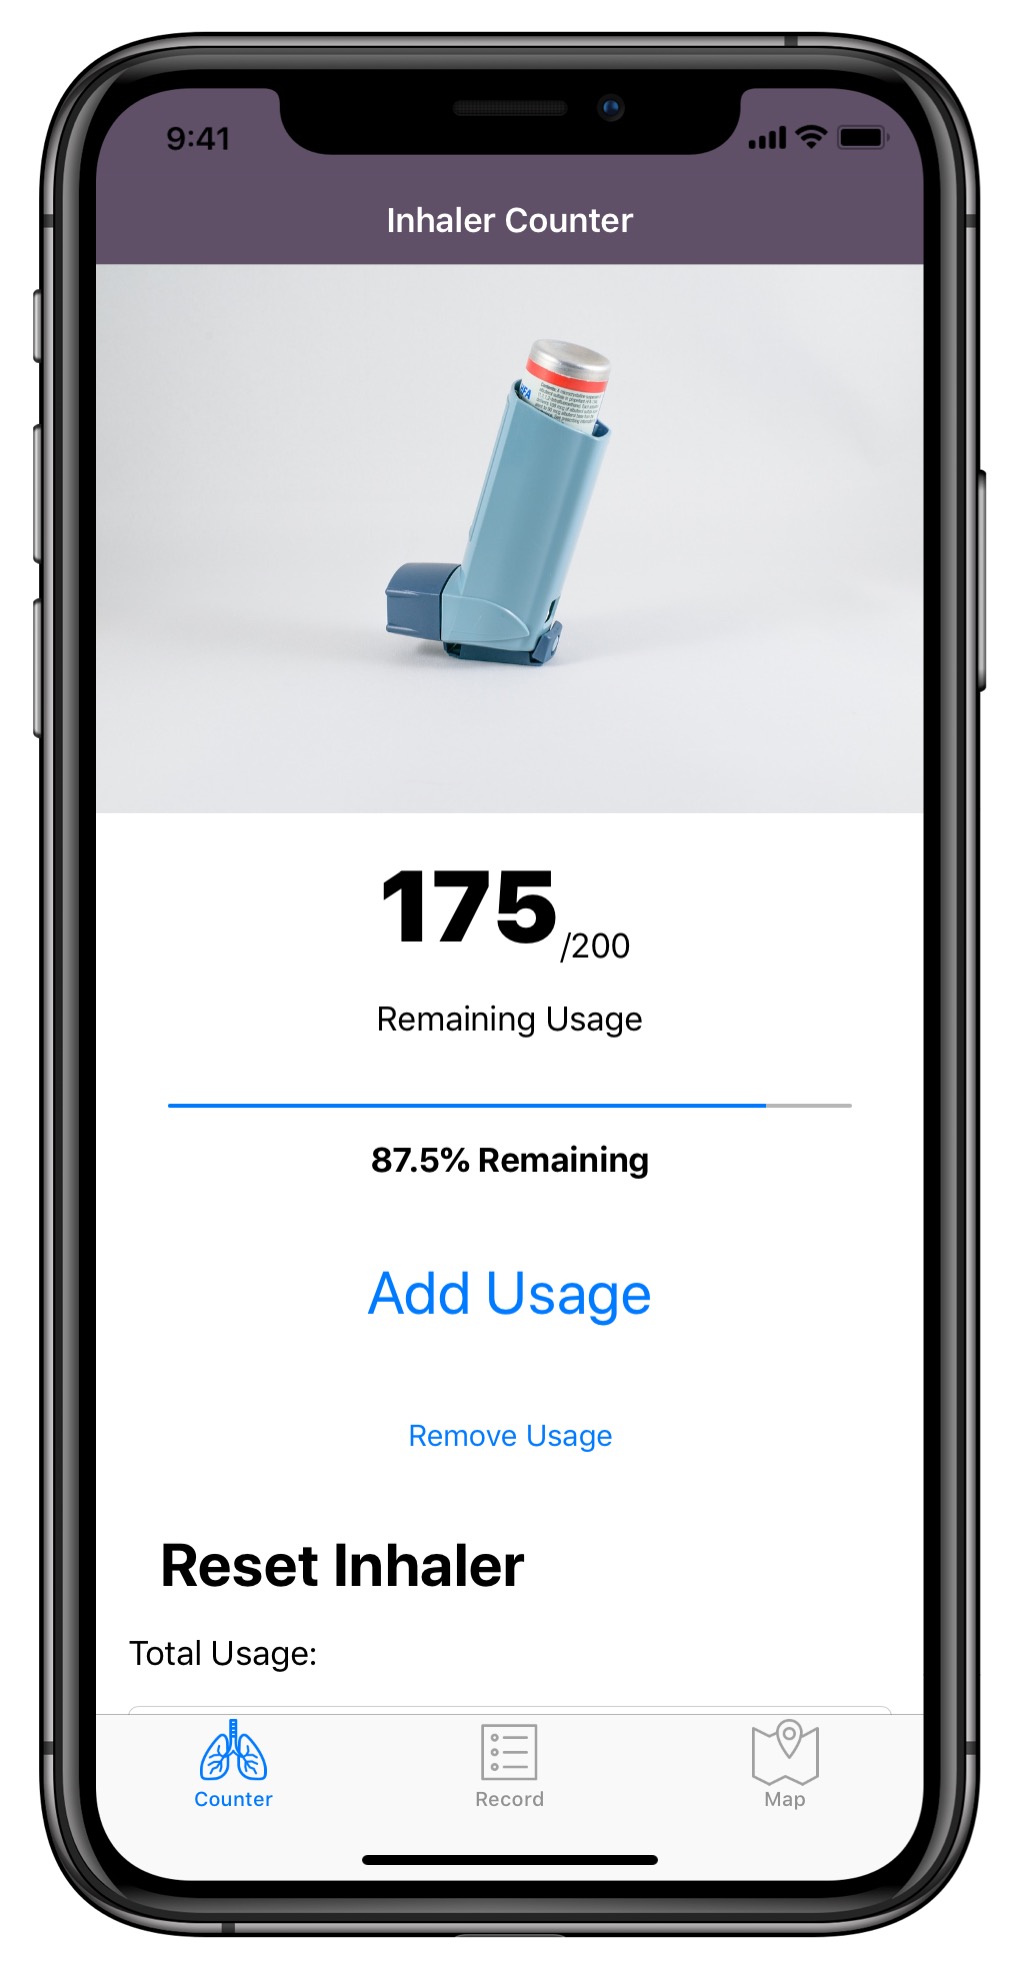 9:41
Inhaler Counter
HFA
175/200
Remaining Usage
87.5% Remaining
Add Usage
Remove Usage
Reset Inhaler
Total Usage:
Counter
Record
Map